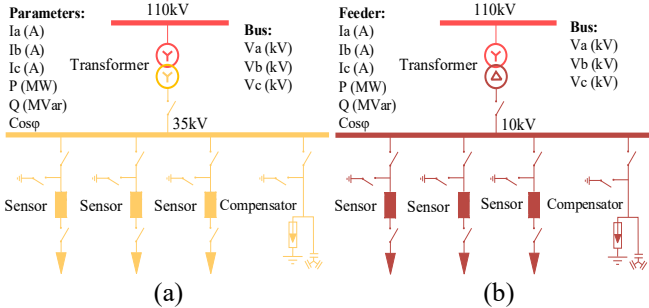 Parameters:
Ia (A)
Ib (A)
Ic (A)
P (MW)
Q (MVar)
Cosφ
110kV
Transformer
Bus:
Va (kV)
Vb (kV)
Vc (kV)
35kV
Sensor
Sensor
Sensor
Compensator
(a)
Feeder:
Ia (A)
Ib (A)
Ic (A)
P (MW)
Q (MVar)
Cosφ
110kV
Transformer
Bus:
Va (kV)
Vb (kV)
Vc (kV)
10kV
Sensor
Sensor
Sensor
Compensator
(b)